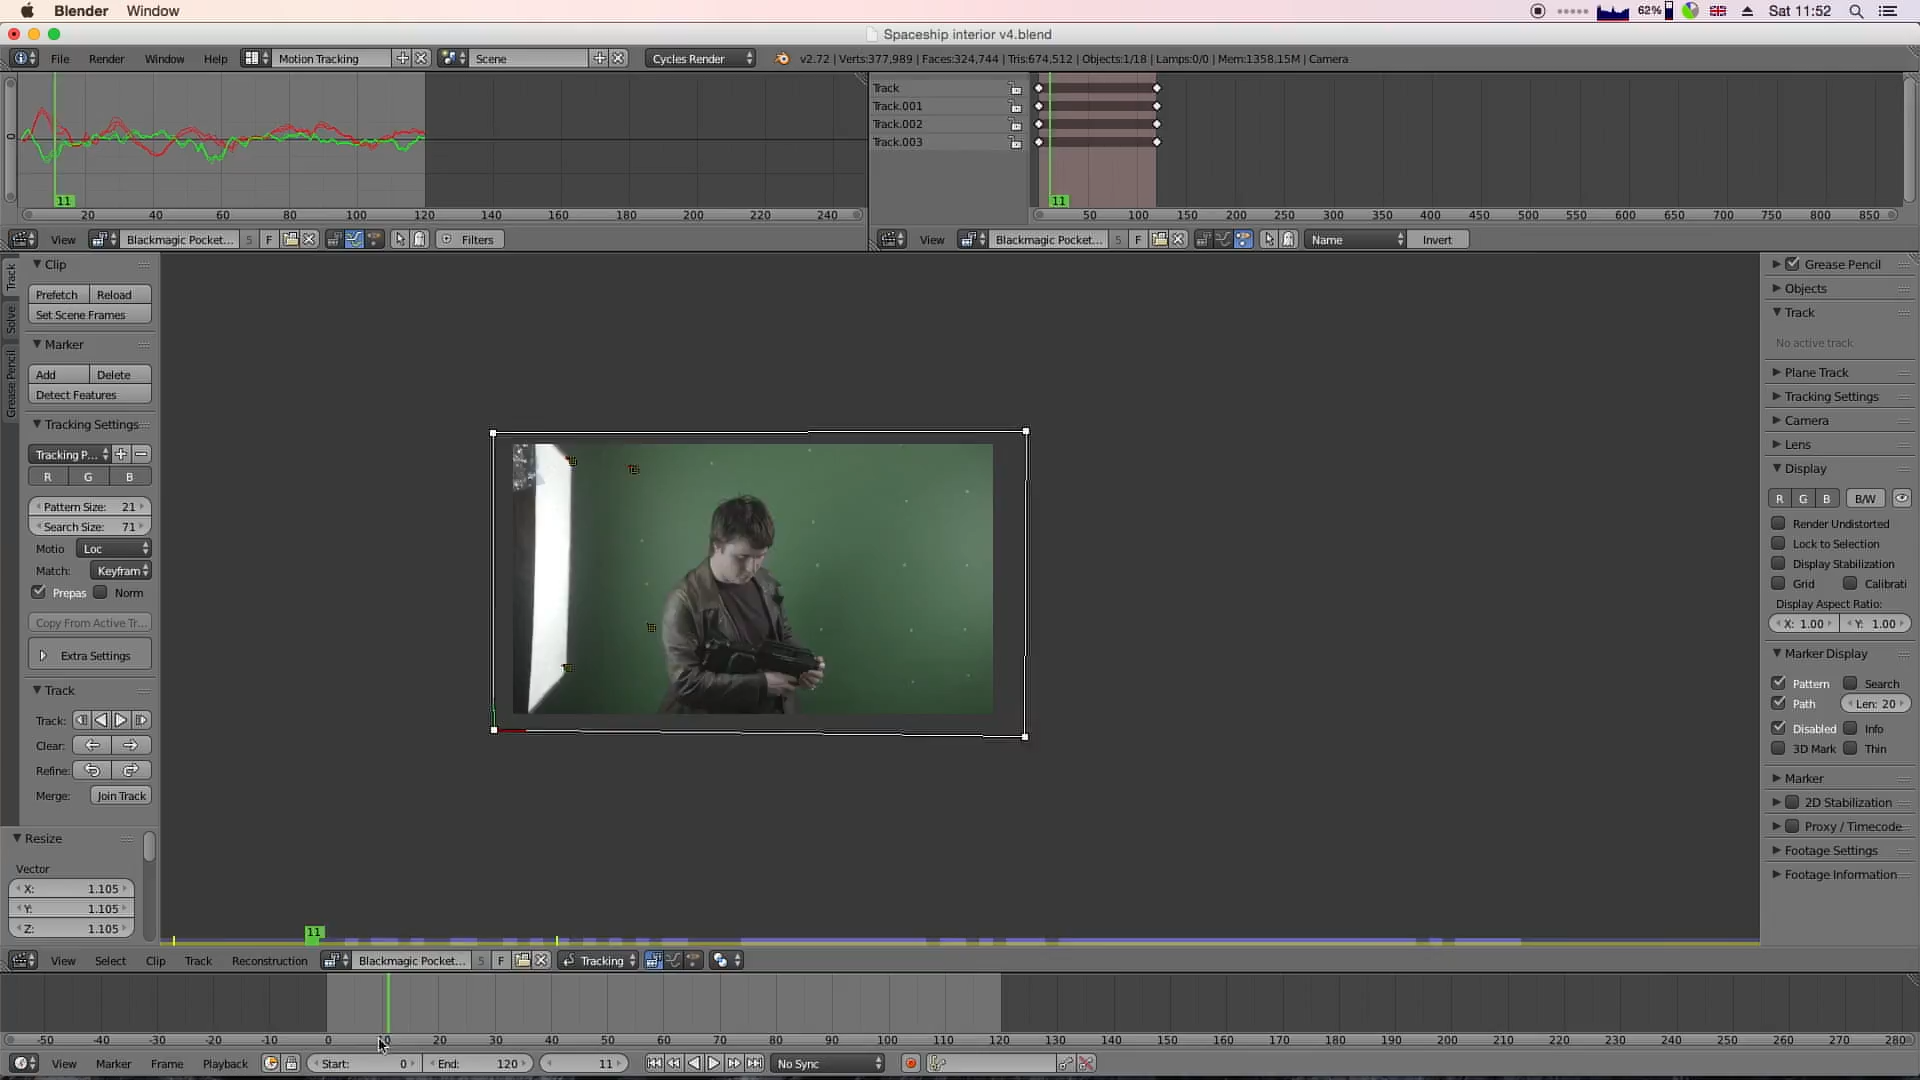 Blender Window 62% Sat 11:52
Spaceship interior v4.blend
File Render Window Help Motion Tracking Scene Cycles Render v2.72 | Verts:377,989 | Faces:324,744 | Tris:674,512 | Objects:1/18 | Lamps:0/0 | Mem:1358.15M | Camera
0
11
20 40 60 80 100 120 140 160 180 200 220 240
View Blackmagic Pocket... 5 F Filters
Track
Track.001
Track.002
Track.003
11
50 100 150 200 250 300 350 400 450 500 550 600 650 700 750 800 850
View Blackmagic Pocket... 5 F Name Invert
Track
Solve
Grease Pencil
Clip
Prefetch Reload
Set Scene Frames
Marker
Add Delete
Detect Features
Tracking Settings
Tracking P...
R G B
Pattern Size: 21
Search Size: 71
Motio Loc
Match: Keyfram
Prepas Norm
Copy From Active Tr...
Extra Settings
Track
Track:
Clear:
Refine:
Merge: Join Track
Resize
Vector
X: 1.105
Y: 1.105
Z: 1.105
Grease Pencil
Objects
Track
No active track
Plane Track
Tracking Settings
Camera
Lens
Display
R G B B/W
Render Undistorted
Lock to Selection
Display Stabilization
Grid Calibrati
Display Aspect Ratio:
X: 1.00 Y: 1.00
Marker Display
Pattern Search
Path Len: 20
Disabled Info
3D Mark Thin
Marker
2D Stabilization
Proxy / Timecode
Footage Settings
Footage Information
11
View Select Clip Track Reconstruction Blackmagic Pocket... 5 F Tracking
-50 -40 -30 -20 -10 0 10 20 30 40 50 60 70 80 90 100 110 120 130 140 150 160 170 180 190 200 210 220 230 240 250 260 270 280
View Marker Frame Playback Start: 0 End: 120 11 No Sync